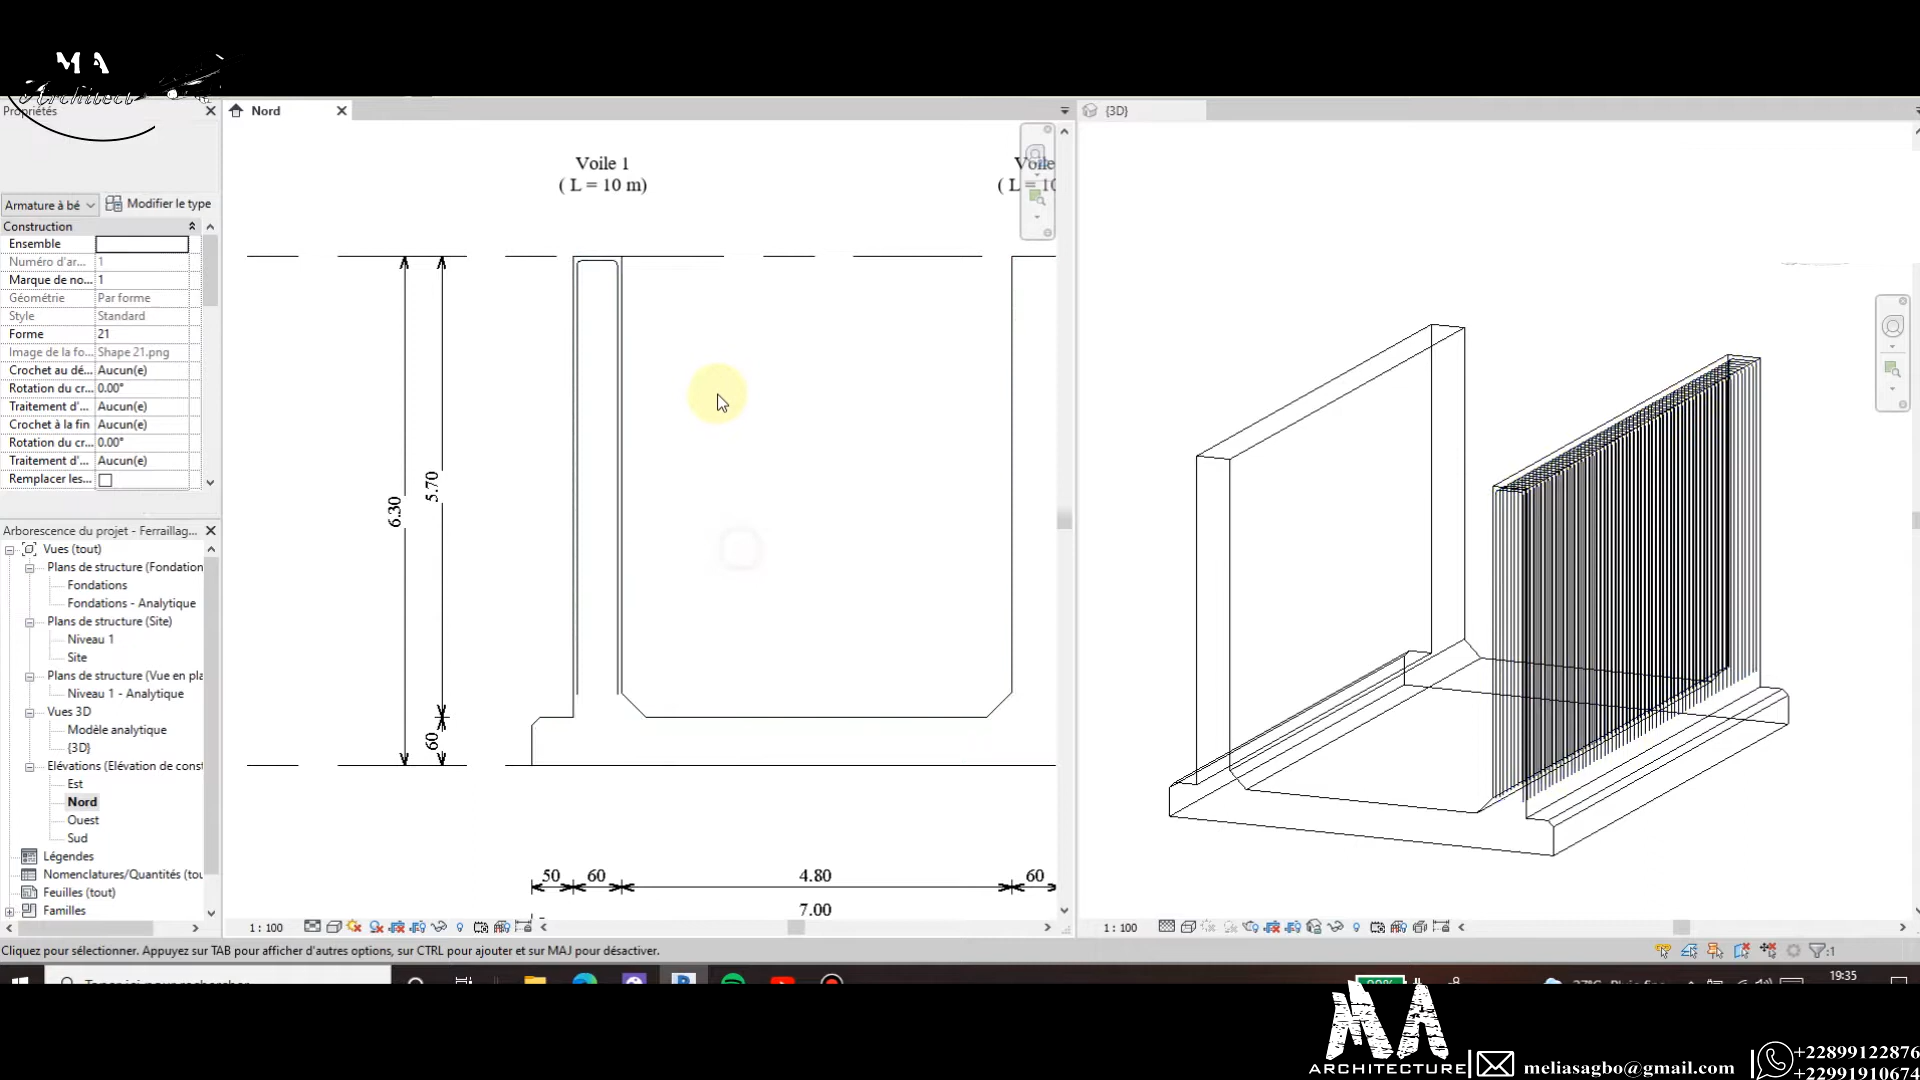 MA
Architect
Propriétés
Nord
{3D}
Voile 1
( L = 10 m)
Voile
( L = 10
Armature à bé
Modifier le type
Construction
Ensemble
Numéro d'ar... 1
Marque de no... 1
Géométrie Par forme
Style Standard
Forme 21
Image de la fo... Shape 21.png
Crochet au dé... Aucun(e)
Rotation du cr... 0.00°
Traitement d'... Aucun(e)
Crochet à la fin Aucun(e)
Rotation du cr... 0.00°
Traitement d'... Aucun(e)
Remplacer les...
6.30
5.70
60
50
60
4.80
60
7.00
Arborescence du projet - Ferraillag...
Vues (tout)
Plans de structure (Fondation
Fondations
Fondations - Analytique
Plans de structure (Site)
Niveau 1
Site
Plans de structure (Vue en pla
Niveau 1 - Analytique
Vues 3D
Modèle analytique
{3D}
Elévations (Elévation de const
Est
Nord
Ouest
Sud
Légendes
Nomenclatures/Quantités (tou
Feuilles (tout)
Familles
1 : 100
1 : 100
Cliquez pour sélectionner. Appuyez sur TAB pour afficher d'autres options, sur CTRL pour ajouter et sur MAJ pour désactiver.
:1
19:35
MA
ARCHITECTURE
meliasagbo@gmail.com
+22899122876
+22991910674